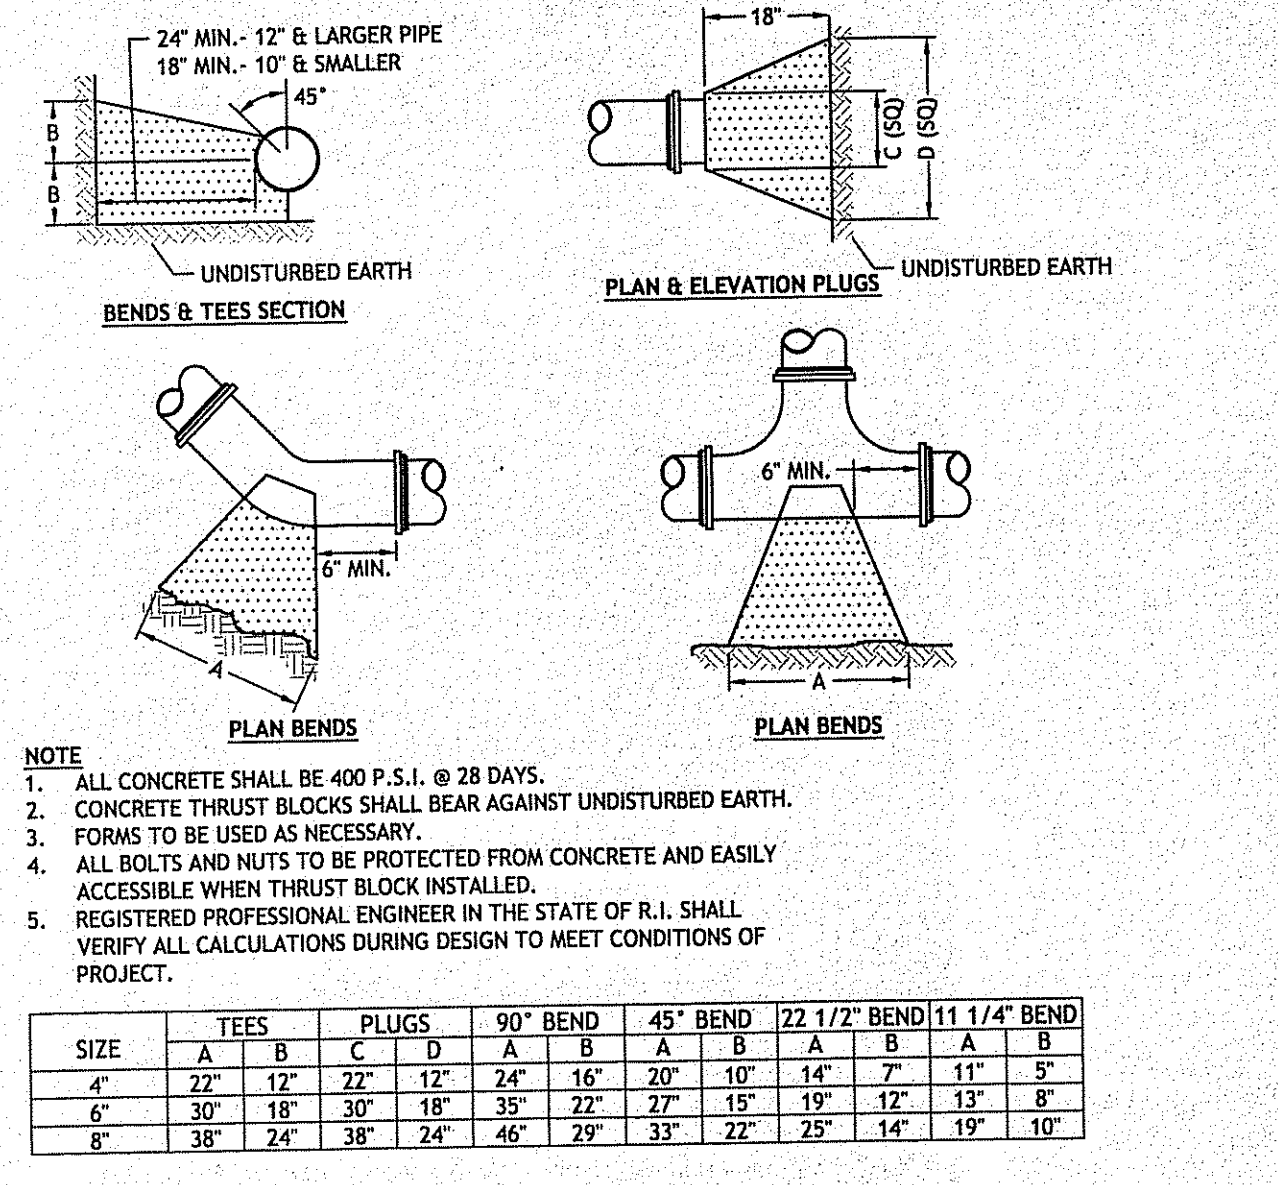 24" MIN.- 12" & LARGER PIPE
18" MIN.- 10" & SMALLER
45°
B
B
UNDISTURBED EARTH
BENDS & TEES SECTION
18"
C (SQ)
D (SQ)
UNDISTURBED EARTH
PLAN & ELEVATION PLUGS
6" MIN.
A
PLAN BENDS
6" MIN.
A
PLAN BENDS
NOTE
1. ALL CONCRETE SHALL BE 400 P.S.I. @ 28 DAYS.
2. CONCRETE THRUST BLOCKS SHALL BEAR AGAINST UNDISTURBED EARTH.
3. FORMS TO BE USED AS NECESSARY.
4. ALL BOLTS AND NUTS TO BE PROTECTED FROM CONCRETE AND EASILY
ACCESSIBLE WHEN THRUST BLOCK INSTALLED.
5. REGISTERED PROFESSIONAL ENGINEER IN THE STATE OF R.I. SHALL
VERIFY ALL CALCULATIONS DURING DESIGN TO MEET CONDITIONS OF
PROJECT.
SIZE TEES PLUGS 90° BEND 45° BEND 22 1/2" BEND 11 1/4" BEND
A B C D A B A B A B A B
4" 22" 12" 22" 12" 24" 16" 20" 10" 14" 7" 11" 5"
6" 30" 18" 30" 18" 35" 22" 27" 15" 19" 12" 13" 8"
8" 38" 24" 38" 24" 46" 29" 33" 22" 25" 14" 19" 10"